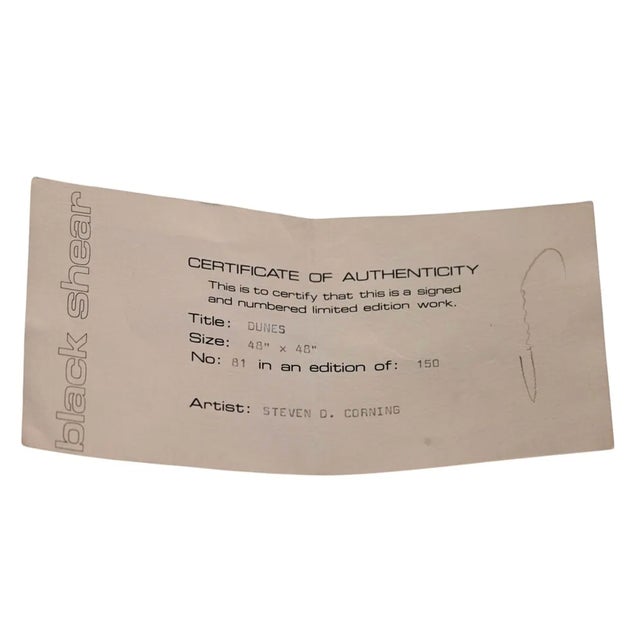 black shear
CERTIFICATE OF AUTHENTICITY
This is to certify that this is a signed
and numbered limited edition work.
Title: DUNES
Size: 48" x 48"
No: 81 in an edition of: 150
Artist: STEVEN D. CORNING